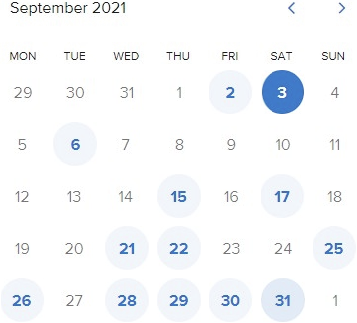 September 2021
MON TUE WED THU FRI SAT SUN
29 30 31 1 2 3 4
5 6 7 8 9 10 11
12 13 14 15 16 17 18
19 20 21 22 23 24 25
26 27 28 29 30 31 1